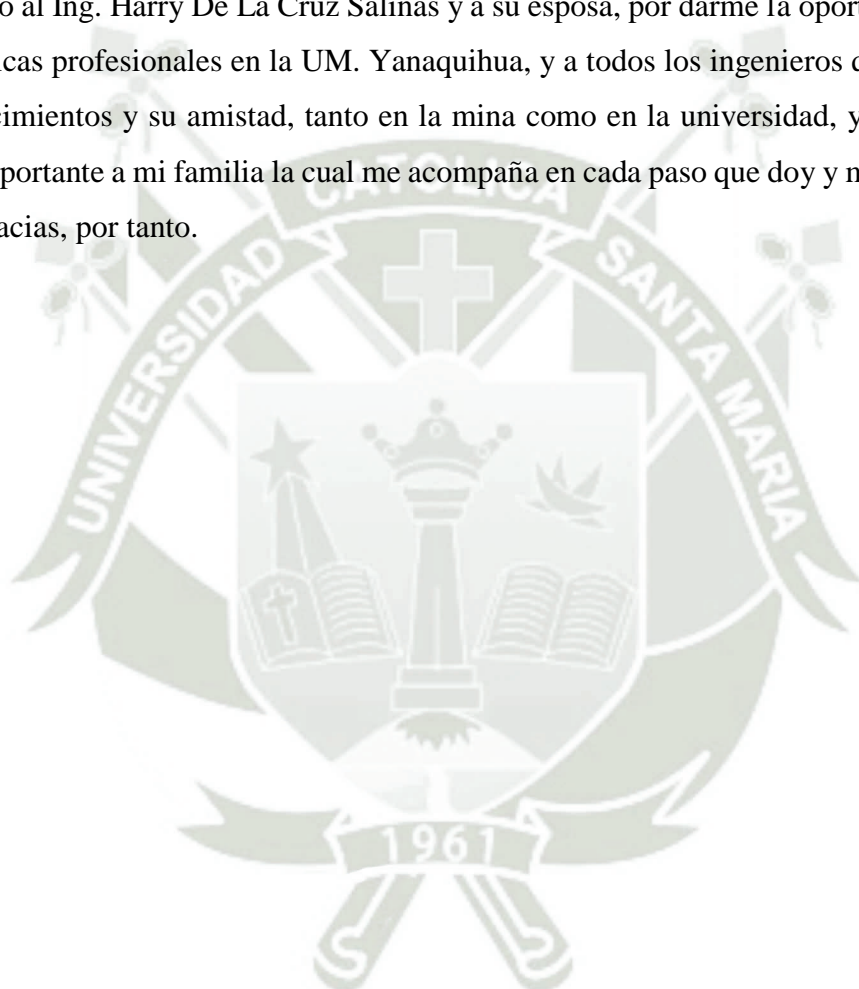 o al Ing. Harry De La Cruz Salinas y a su esposa, por darme la oport
icas profesionales en la UM. Yanaquihua, y a todos los ingenieros
cimientos y su amistad, tanto en la mina como en la universidad, y
portante a mi familia la cual me acompaña en cada paso que doy y
acias, por tanto.
UNIVERSIDAD CATOLICA SANTA MARIA
1961